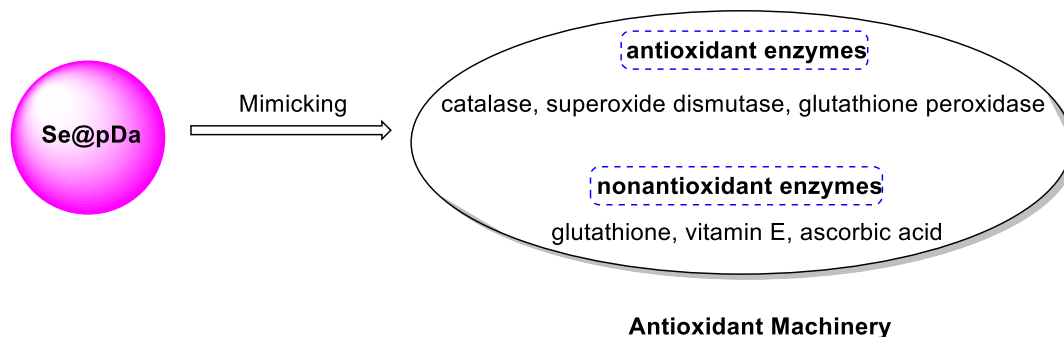 Se@pDa
Mimicking
antioxidant enzymes
catalase, superoxide dismutase, glutathione peroxidase
nonantioxidant enzymes
glutathione, vitamin E, ascorbic acid
Antioxidant Machinery